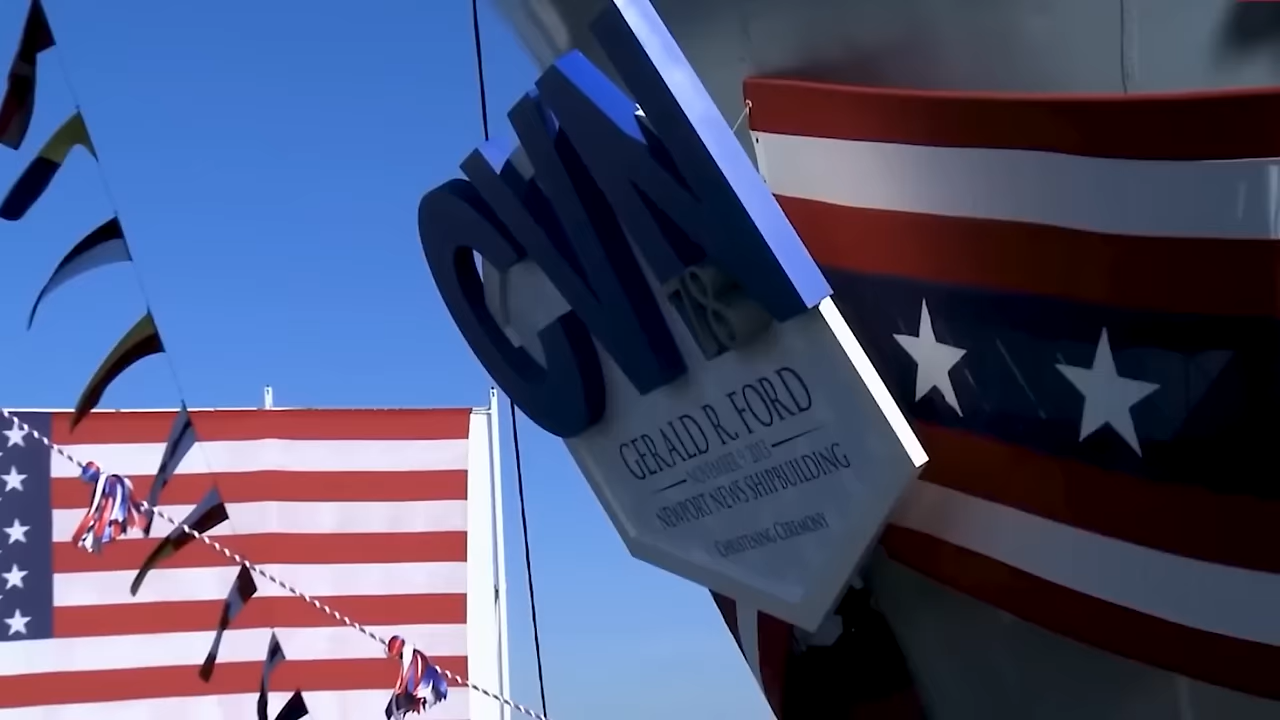 CVN
78
GERALD R. FORD
NOVEMBER 9, 2013
NEWPORT NEWS SHIPBUILDING
CHRISTENING CEREMONY